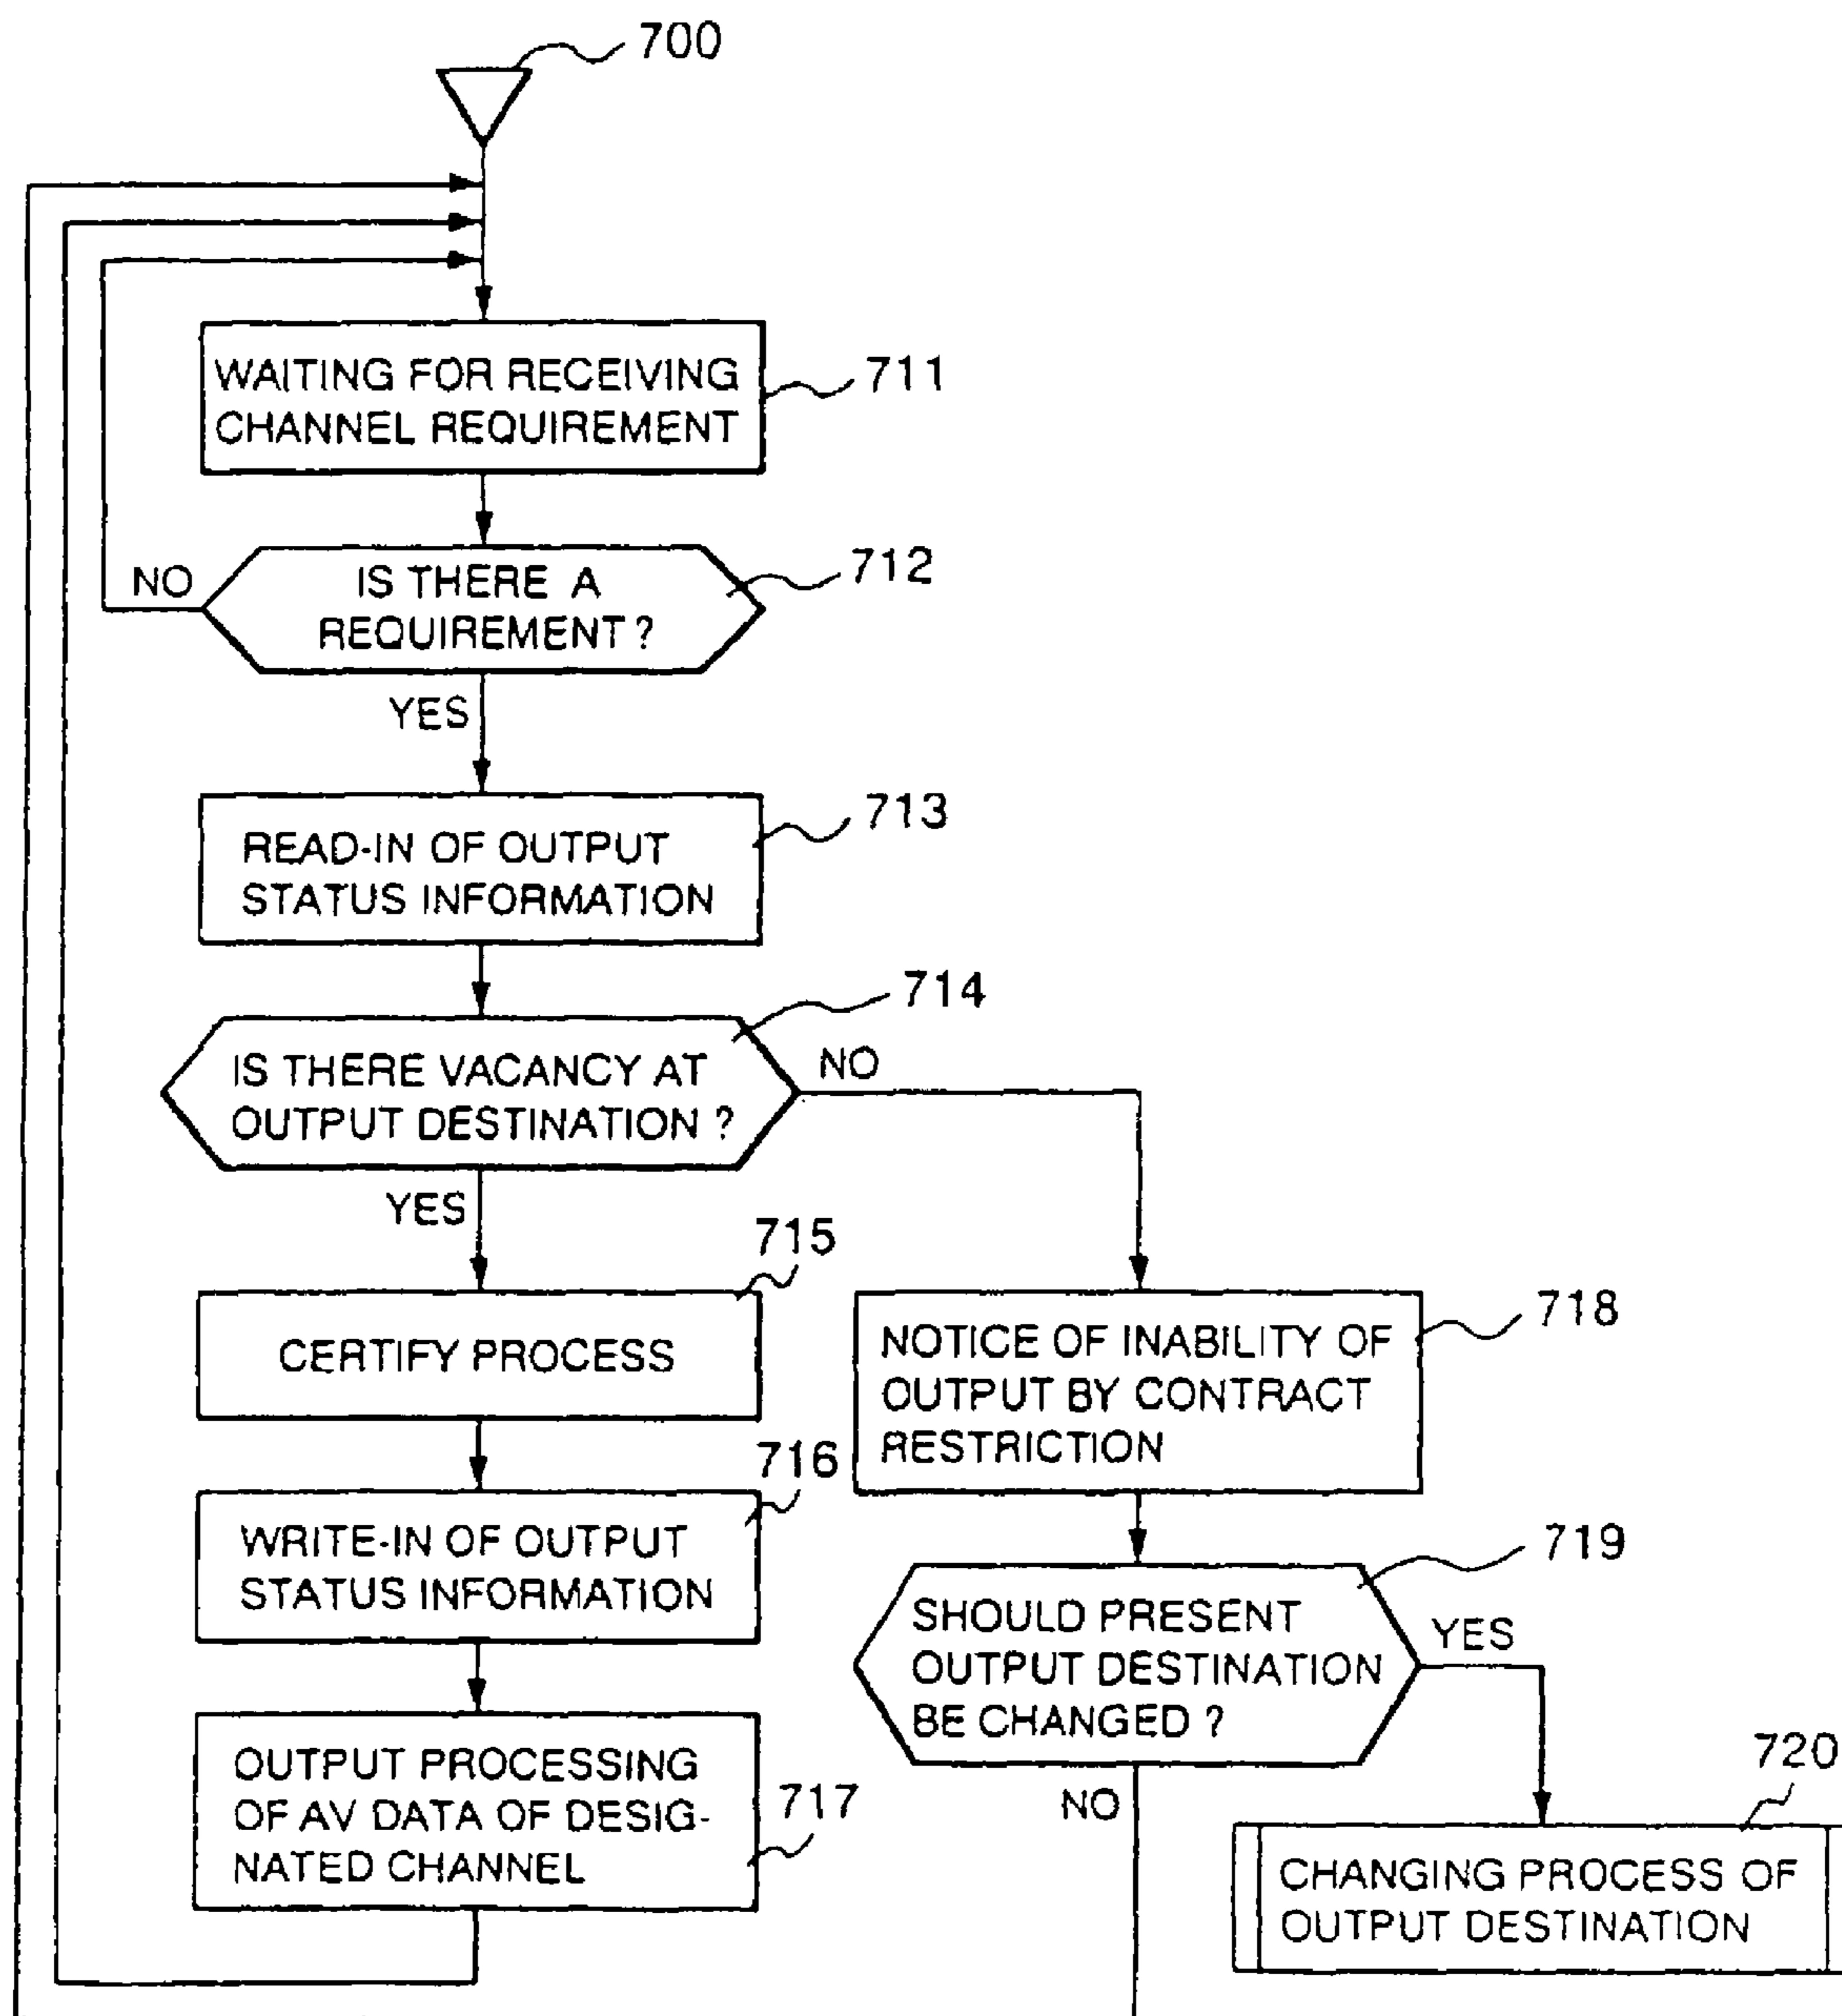 700
WAITING FOR RECEIVING
CHANNEL REQUIREMENT
711
NO
IS THERE A
REQUIREMENT ?
712
YES
READ-IN OF OUTPUT
STATUS INFORMATION
713
714
IS THERE VACANCY AT
OUTPUT DESTINATION ?
NO
YES
715
CERTIFY PROCESS
NOTICE OF INABILITY OF
OUTPUT BY CONTRACT
RESTRICTION
718
716
WRITE-IN OF OUTPUT
STATUS INFORMATION
719
SHOULD PRESENT
OUTPUT DESTINATION
BE CHANGED ?
YES
NO
OUTPUT PROCESSING
OF AV DATA OF DESIG-
NATED CHANNEL
717
720
CHANGING PROCESS OF
OUTPUT DESTINATION